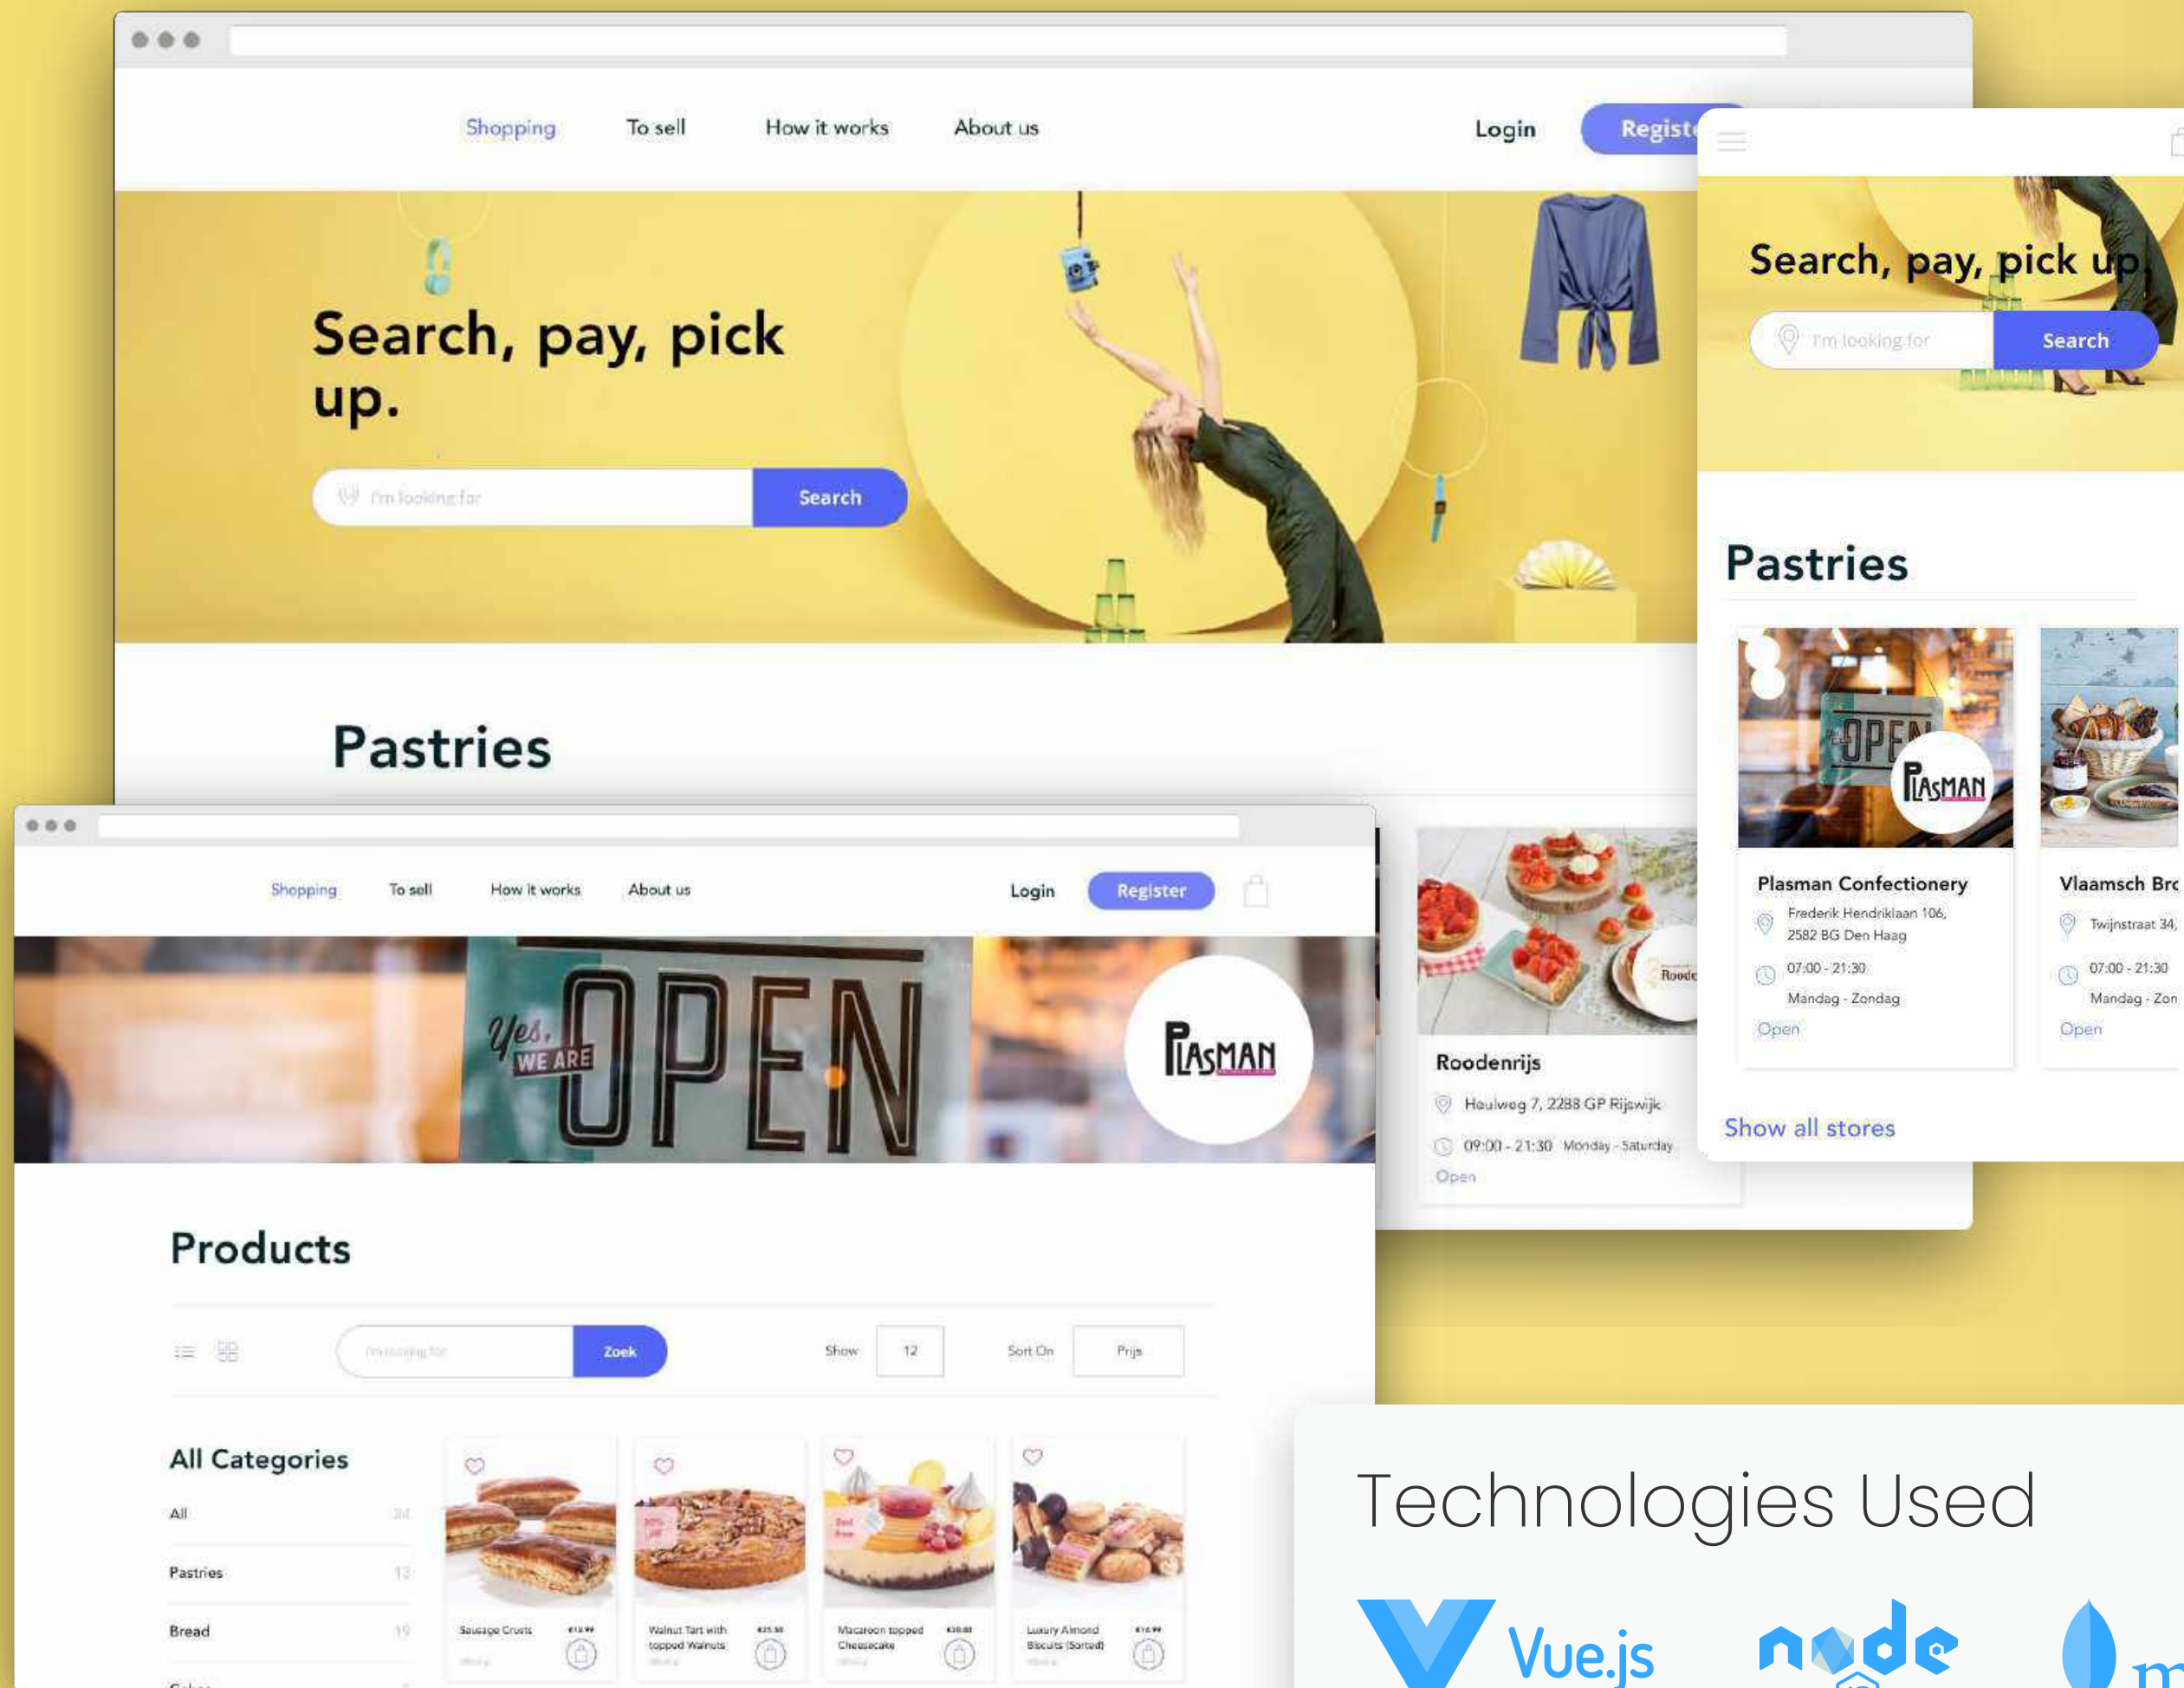 Shopping
To sell
How it works
About us
Login
Search, pay, pick
up.
I'm looking for
Search
Pastries
Roodenrijs
Heulweg 7, 2288 GP Rijswijk
09:00 - 21:30 Monday - Saturday
Open
Search, pay, pick up.
I'm looking for
Search
Pastries
OPEN
PLASMAN
Plasman Confectionery
Frederik Hendriklaan 106,
2582 BG Den Haag
07:00 - 21:30
Mandag - Zondag
Open
Vlaamsch
Twijnstraat 34,
07:00 - 21:30
Mandag
Open
Show all stores
Shopping
To sell
How it works
About us
Login
Register
Yes,
WE ARE
OPEN
PLASMAN
Products
I'm looking for
Zoek
Show
12
Sort On
Prijs
All Categories
All
Pastries
13
Bread
19
Sausage Crusts
Walnut Tart with
topped Walnuts
Macaroon topped
Cheesecake
Luxury Almond
Biscuits (Sorted)
Technologies Used
Vue.js
node